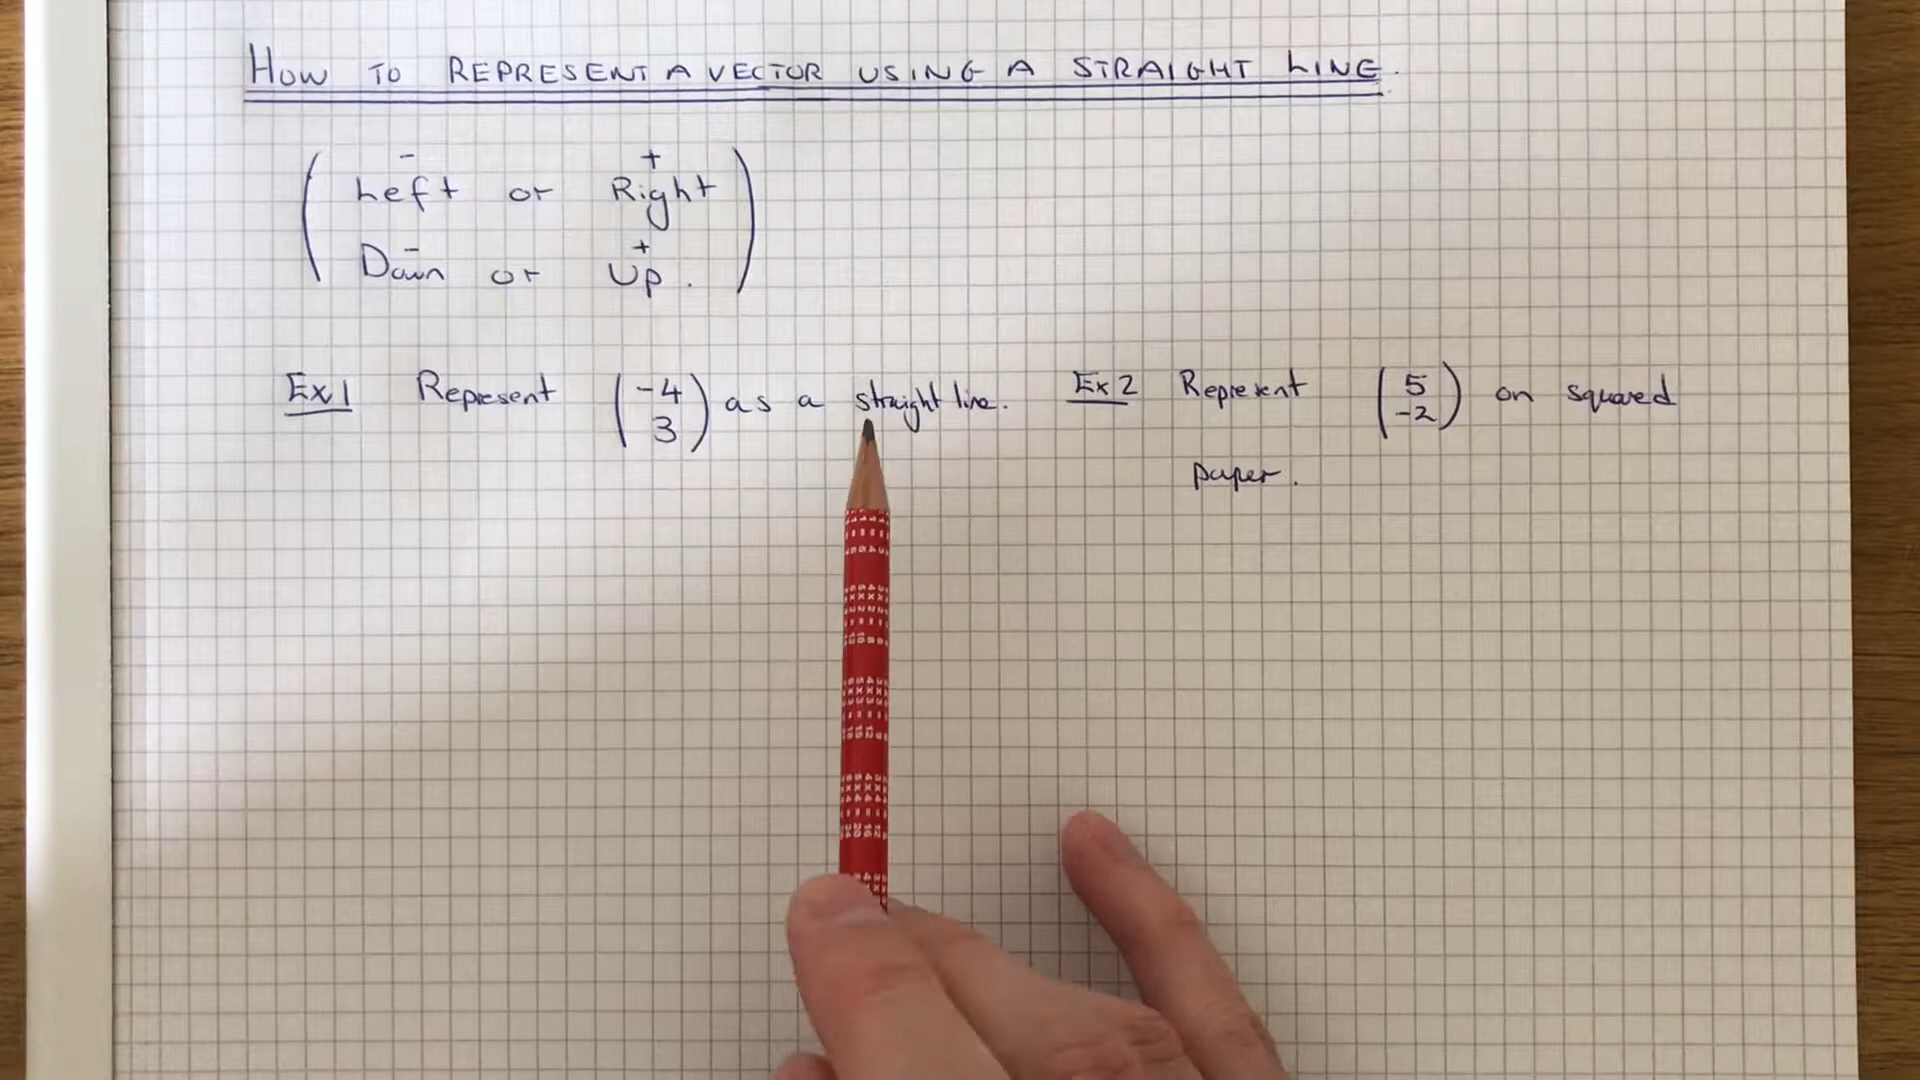 HOW TO REPRESENT A VECTOR USING A STRAIGHT LINE.
- +
Left or Right
- +
Down or Up.
Ex1 Represent (-4 3) as a straight line.
Ex2 Represent (5 -2) on squared
paper.